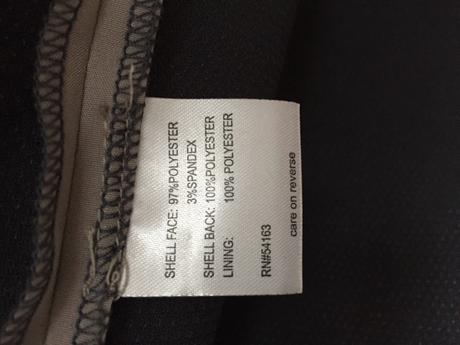 SHELL FACE: 97%POLYESTER
3%SPANDEX
SHELL BACK: 100%POLYESTER
LINING: 100% POLYESTER
RN#54163
care on reverse